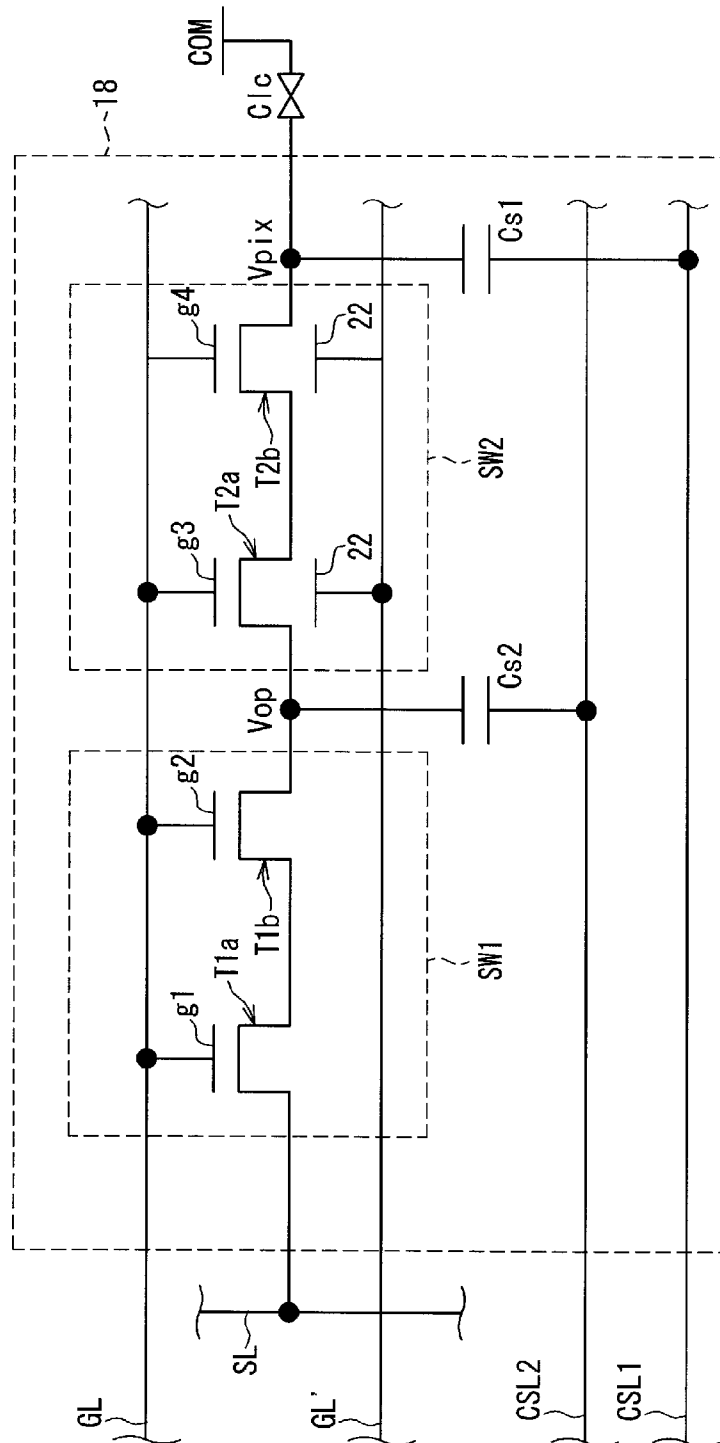 COM
18
Clc
GL
g1
g2
g3
g4
T1a
T1b
T2a
T2b
Vop
Vpix
22
22
SW1
SW2
SL
GL'
Cs2
Cs1
CSL2
CSL1